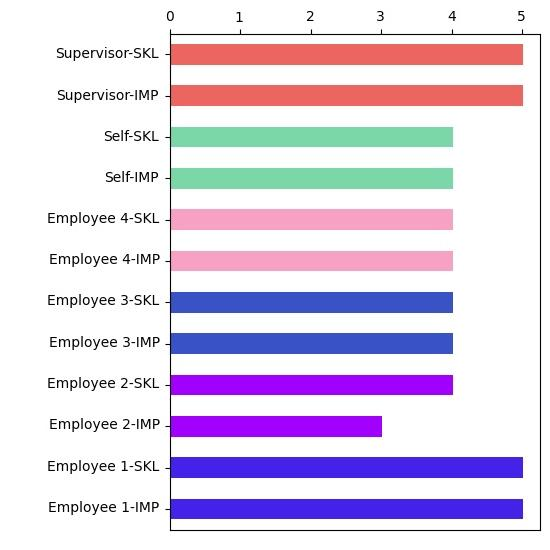 0 1 2 3 4 5
Supervisor-SKL
Supervisor-IMP
Self-SKL
Self-IMP
Employee 4-SKL
Employee 4-IMP
Employee 3-SKL
Employee 3-IMP
Employee 2-SKL
Employee 2-IMP
Employee 1-SKL
Employee 1-IMP